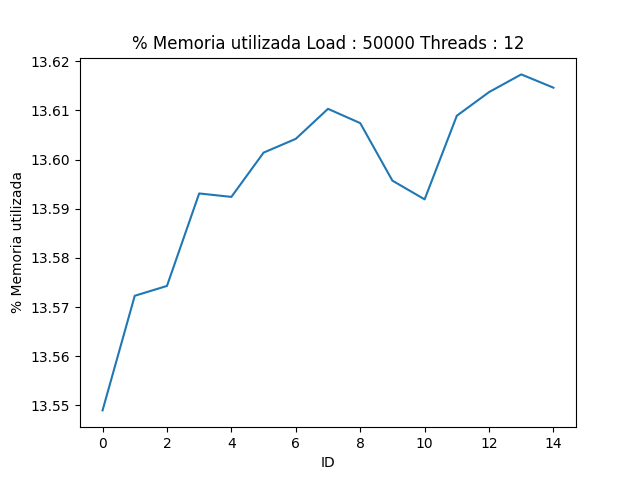 % Memoria utilizada Load : 50000 Threads : 12
% Memoria utilizada
13.62
13.61
13.60
13.59
13.58
13.57
13.56
13.55
0 2 4 6 8 10 12 14
ID